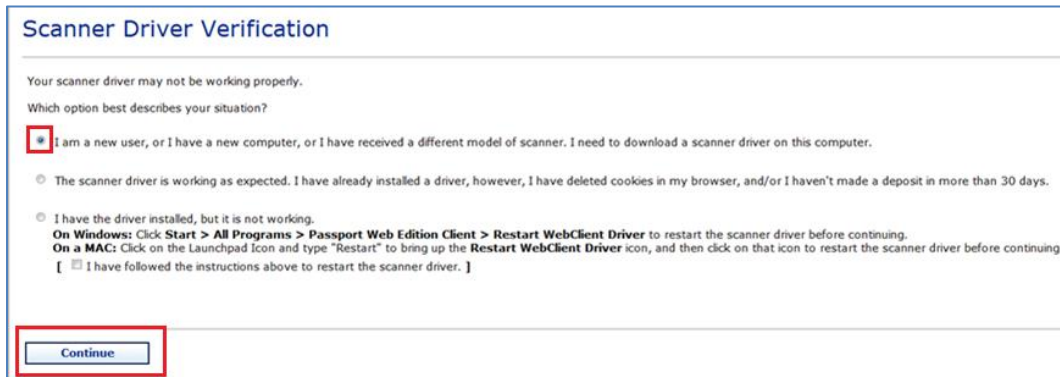 Scanner Driver Verification
Your scanner driver may not be working properly.
Which option best describes your situation?
I am a new user, or I have a new computer, or I have received a different model of scanner. I need to download a scanner driver on this computer.
The scanner driver is working as expected. I have already installed a driver, however, I have deleted cookies in my browser, and/or I haven't made a deposit in more than 30 days.
I have the driver installed, but it is not working.
On Windows: Click Start > All Programs > Passport Web Edition Client > Restart WebClient Driver to restart the scanner driver before continuing.
On a MAC: Click on the Launchpad Icon and type "Restart" to bring up the Restart WebClient Driver icon, and then click on that icon to restart the scanner driver before continuing
[ I have followed the instructions above to restart the scanner driver. ]
Continue